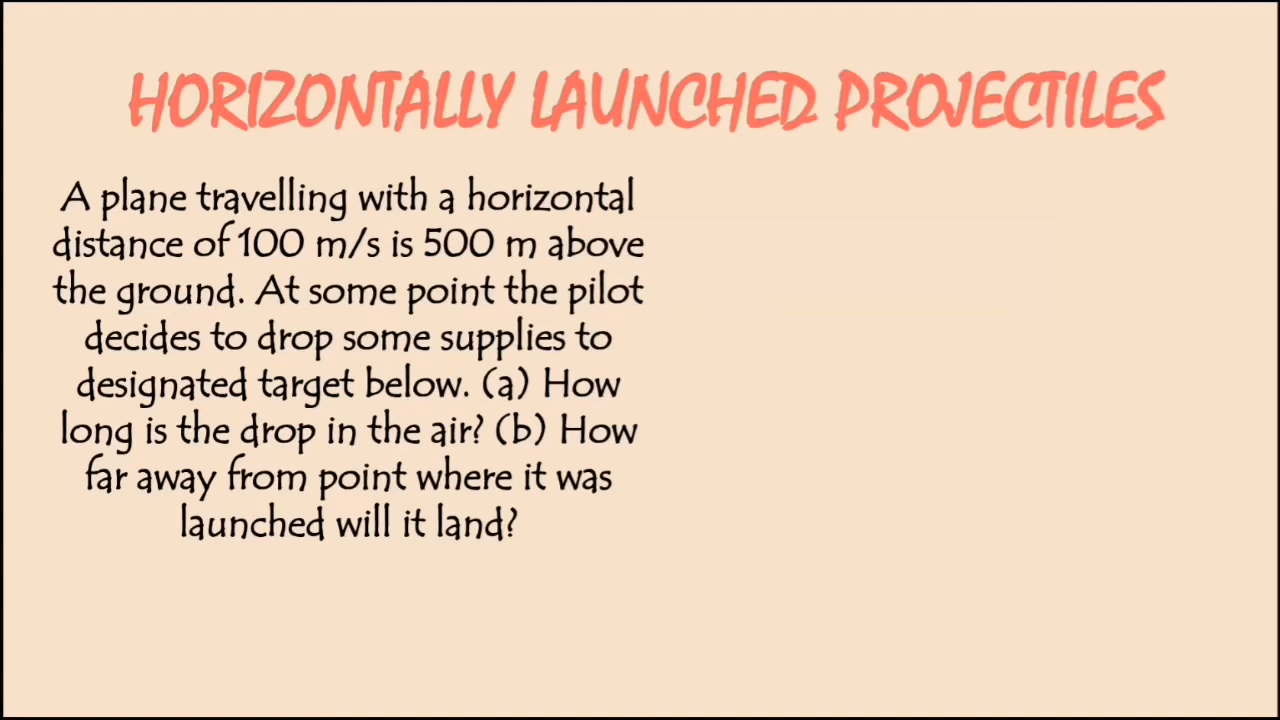 HORIZONTALLY LAUNCHED PROJECTILES
A plane travelling with a horizontal
distance of 100 m/s is 500 m above
the ground. At some point the pilot
decides to drop some supplies to
designated target below. (a) How
long is the drop in the air? (b) How
far away from point where it was
launched will it land?